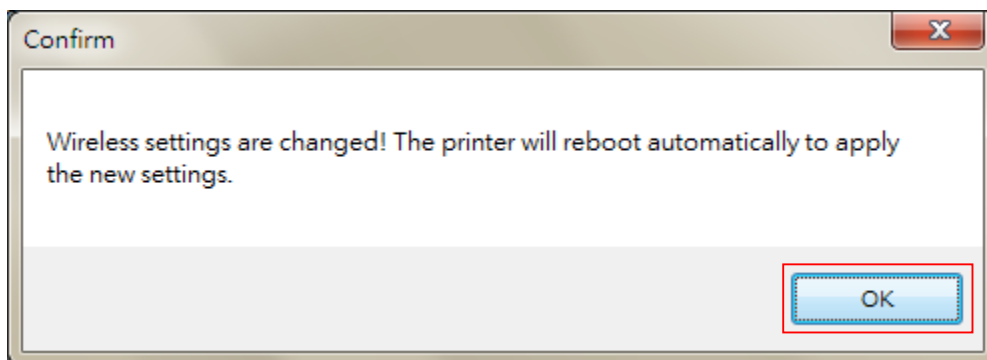 Confirm
Wireless settings are changed! The printer will reboot automatically to apply
the new settings.
OK